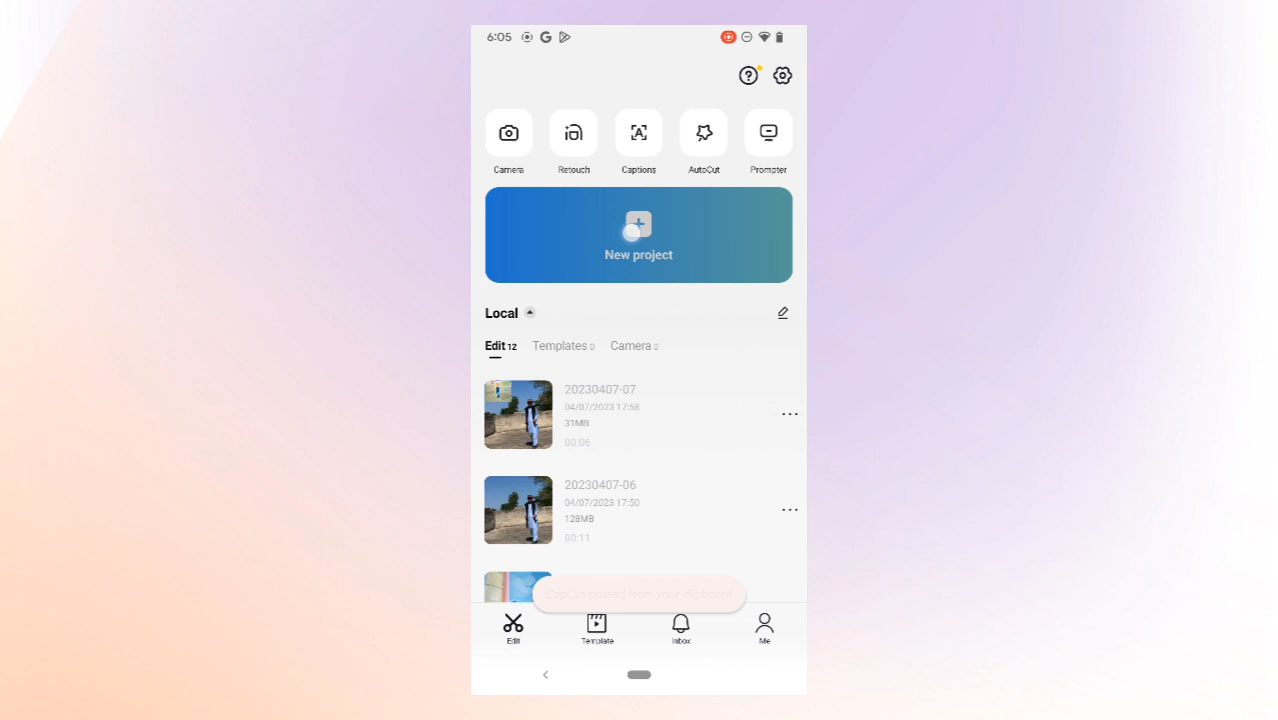 6:05
Camera
Retouch
Captions
AutoCut
Prompter
New project
Local
Edit 12
Templates 0
Camera 0
20230407-07
04/07/2023 17:58
31MB
00:06
20230407-06
04/07/2023 17:50
128MB
00:11
CapCut pasted from your clipboard
Edit
Template
Inbox
Me